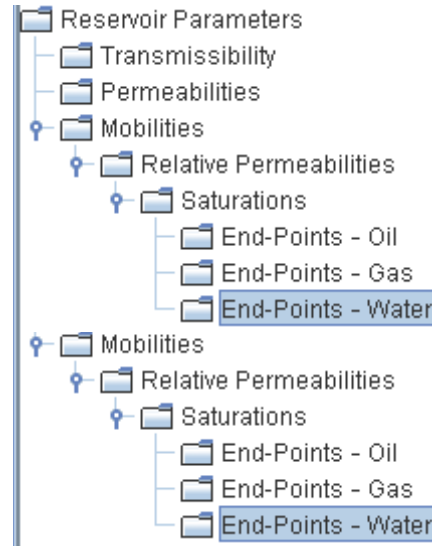 Reservoir Parameters
Transmissibility
Permeabilities
Mobilities
Relative Permeabilities
Saturations
End-Points - Oil
End-Points - Gas
End-Points - Water
Mobilities
Relative Permeabilities
Saturations
End-Points - Oil
End-Points - Gas
End-Points - Water